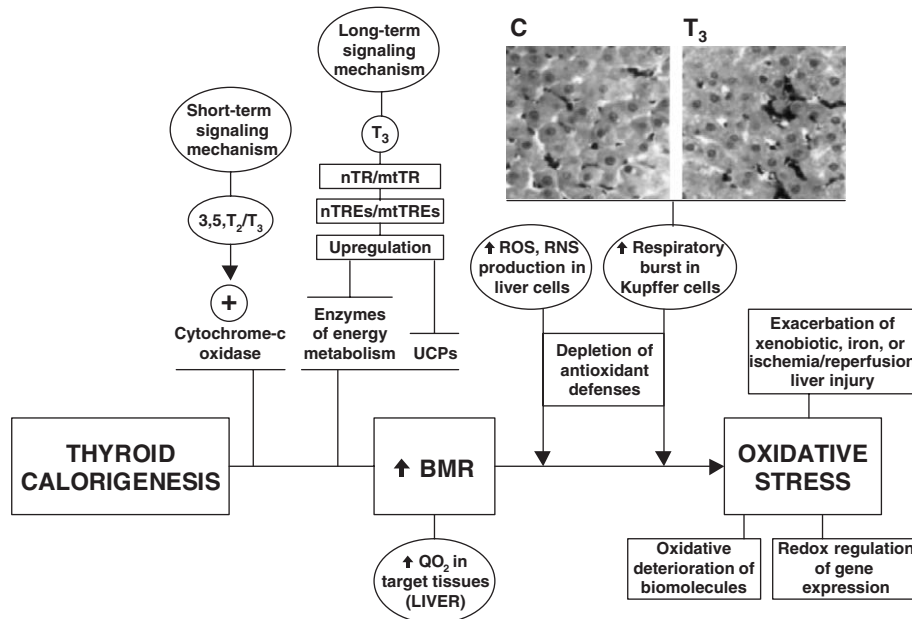 C
T3
Long-term
signaling
mechanism
Short-term
signaling
mechanism
T3
nTR/mtTR
3,5,T2/T3
nTREs/mtTREs
Upregulation
+
Cytochrome-c
oxidase
Enzymes
of energy
metabolism
UCPs
↑ ROS, RNS
production in
liver cells
↑ Respiratory
burst in
Kupffer cells
Depletion of
antioxidant
defenses
Exacerbation of
xenobiotic, iron, or
ischemia/reperfusion
liver injury
THYROID
CALORIGENESIS
↑ BMR
OXIDATIVE
STRESS
↑ QO2 in
target tissues
(LIVER)
Oxidative
deterioration of
biomolecules
Redox regulation
of gene
expression